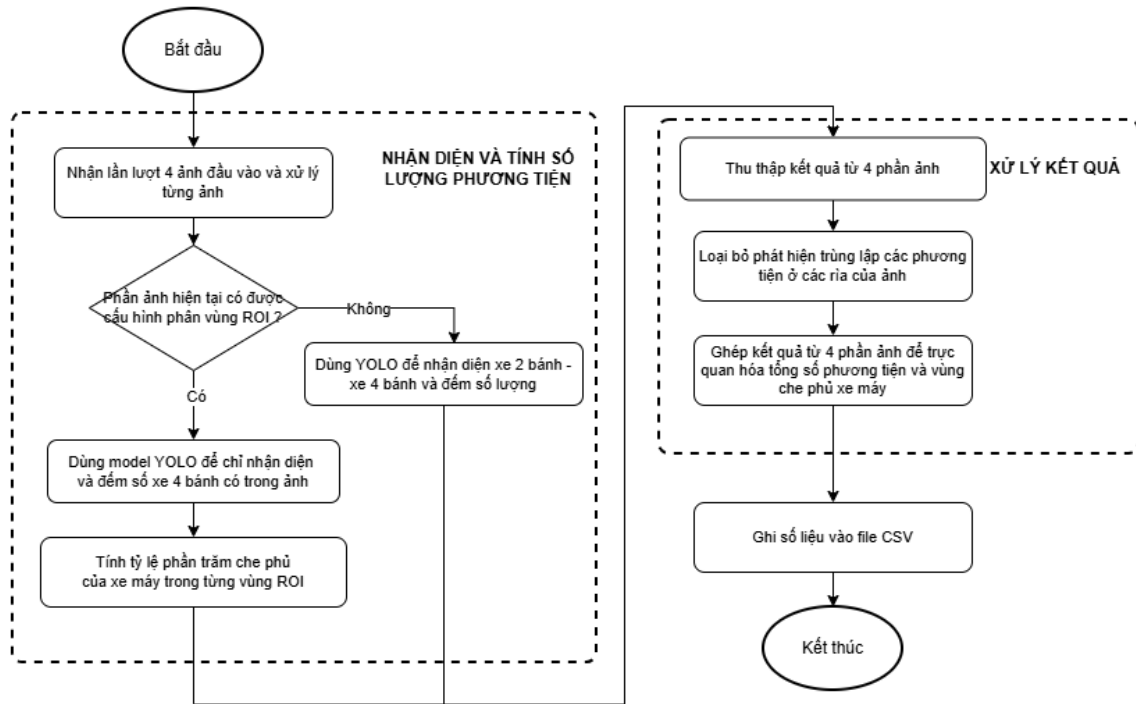 Bắt đầu
NHẬN DIỆN VÀ TÍNH SỐ
LƯỢNG PHƯƠNG TIỆN
Nhận lần lượt 4 ảnh đầu vào và xử lý
từng ảnh
Phần ảnh hiện tại có được
cấu hình phân vùng ROI ?
Không
Dùng YOLO để nhận diện xe 2 bánh -
xe 4 bánh và đếm số lượng
Có
Dùng model YOLO để chỉ nhận diện
và đếm số xe 4 bánh có trong ảnh
Tính tỷ lệ phần trăm che phủ
của xe máy trong từng vùng ROI
XỬ LÝ KẾT QUẢ
Thu thập kết quả từ 4 phần ảnh
Loại bỏ phát hiện trùng lập các phương
tiện ở các rìa của ảnh
Ghép kết quả từ 4 phần ảnh để trực
quan hóa tổng số phương tiện và vùng
che phủ xe máy
Ghi số liệu vào file CSV
Kết thúc